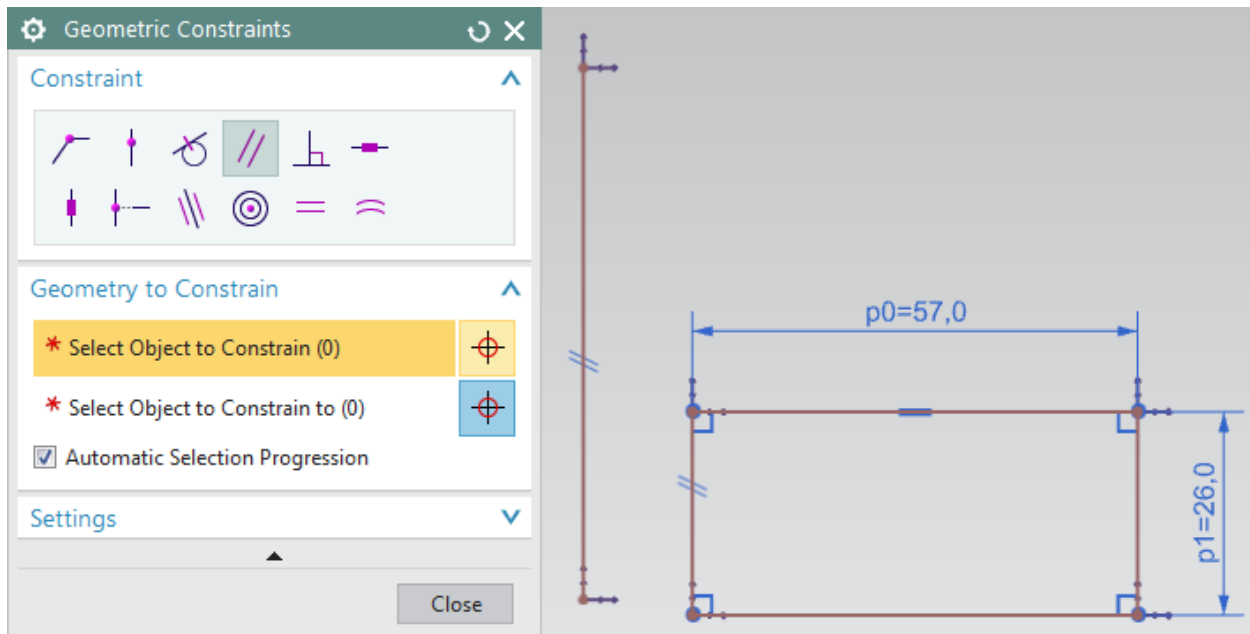 Geometric Constraints
Constraint
Geometry to Constrain
* Select Object to Constrain (0)
* Select Object to Constrain to (0)
Automatic Selection Progression
Settings
Close
p0=57,0
p1=26,0